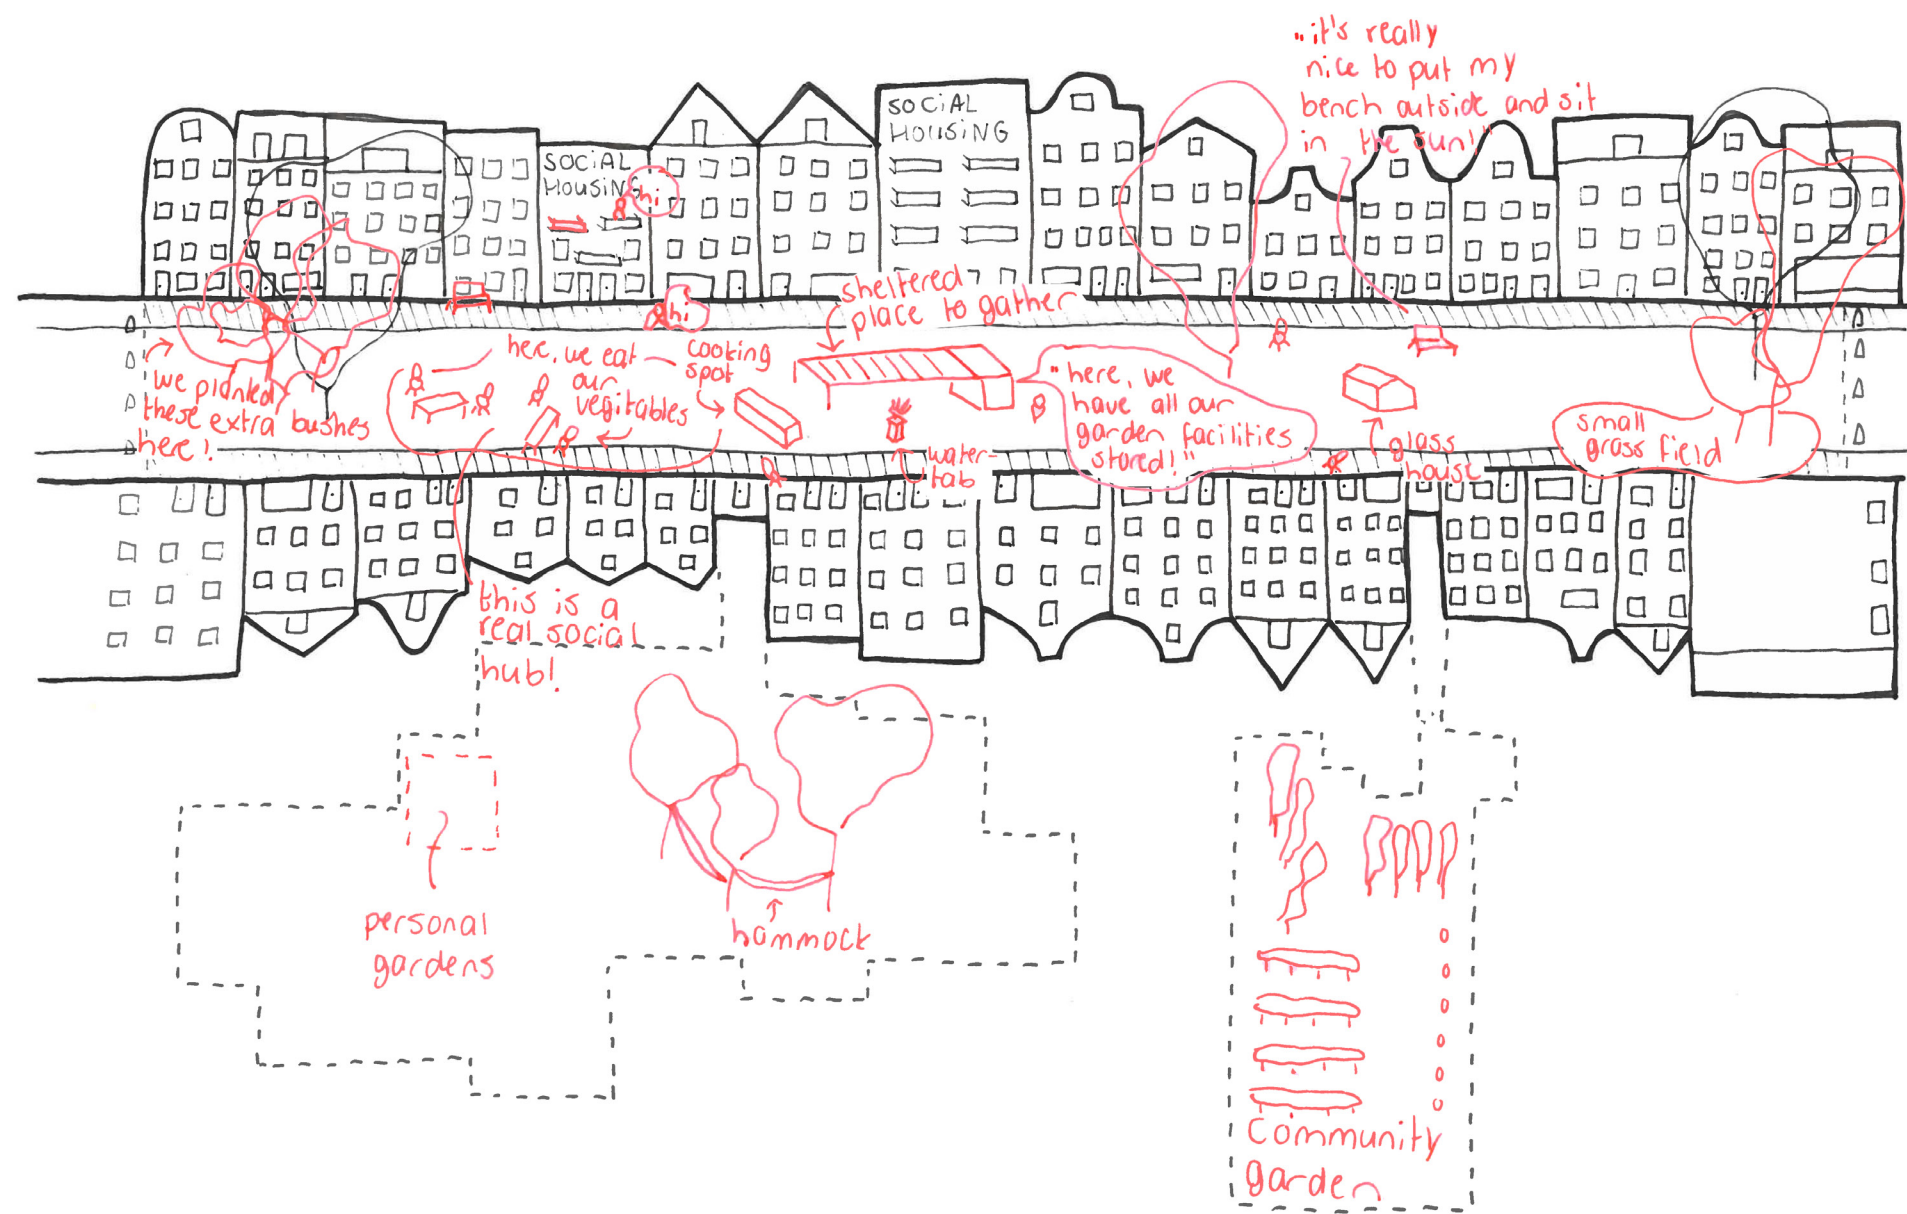 "it's really
nice to put my
bench outside and sit
in the sun!"
SOCIAL
HOUSING
SOCIAL
HOUSING
hi
hi
sheltered
place to gather
here, we eat
our
vegitables
cooking
spot
we planted
these extra bushes
here!
"here, we
have all our
garden facilities
stored!"
water-
tab
glass
house
small
grass field
this is a
real social
hub!
personal
gardens
hammock
Community
garden